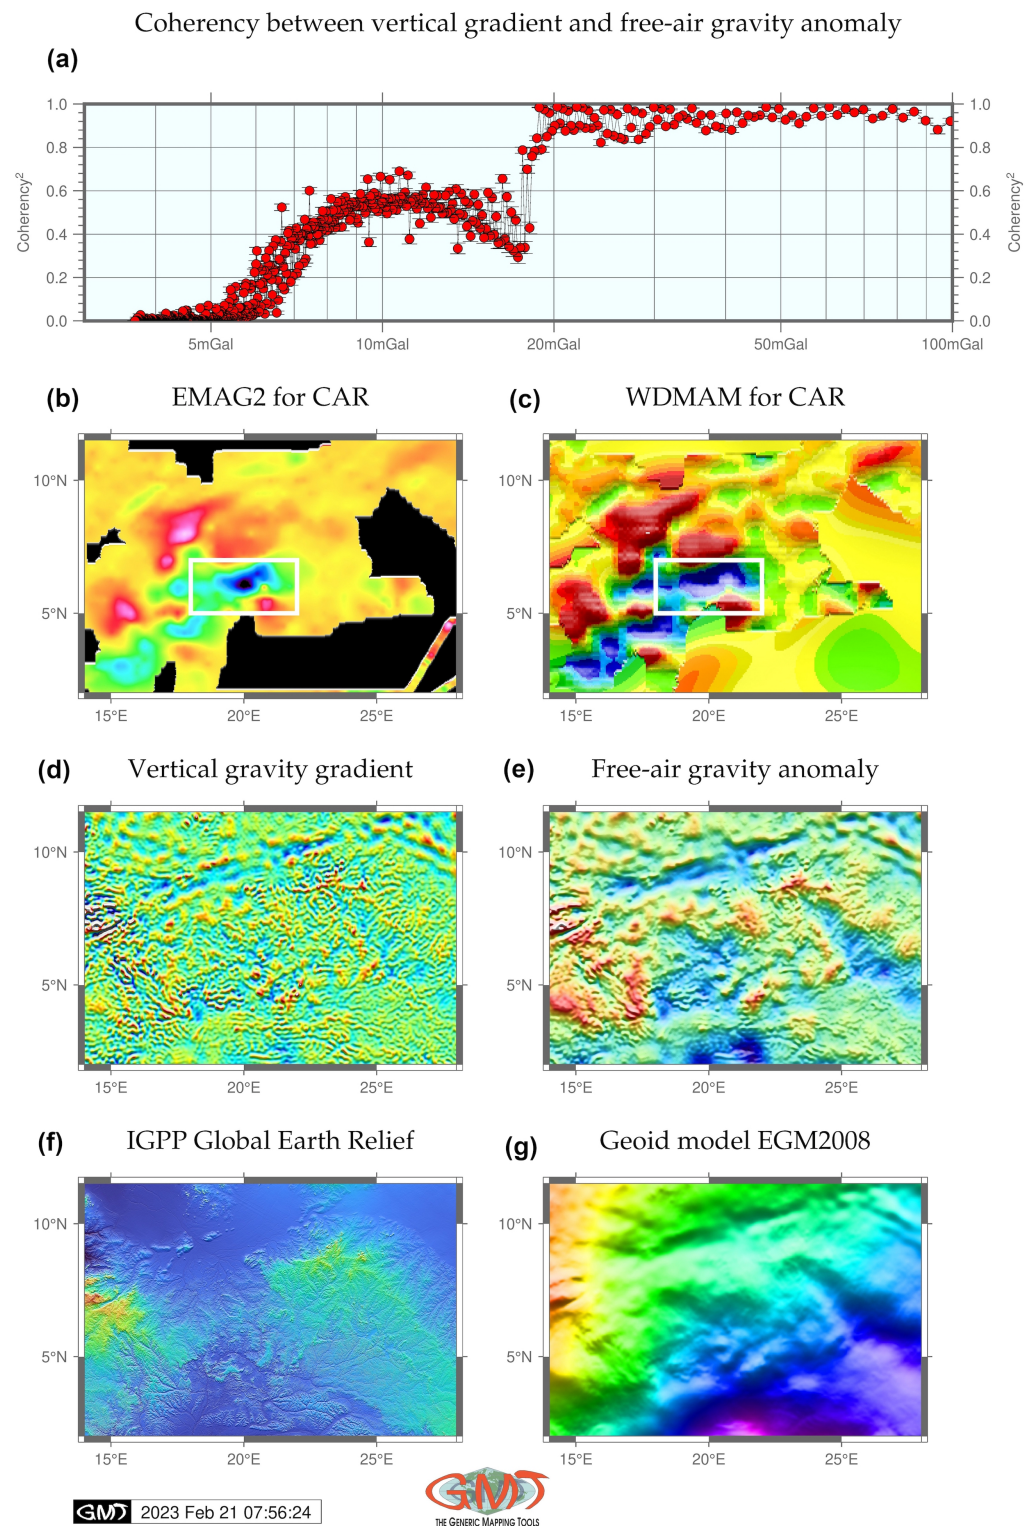 Coherency between vertical gradient and free-air gravity anomaly
(a)
1.0 1.0
0.8 0.8
0.6 0.6
0.4 0.4
0.2 0.2
0.0 0.0
Coherency² Coherency²
5mGal 10mGal 20mGal 50mGal 100mGal
(b) EMAG2 for CAR (c) WDMAM for CAR
10°N 10°N
5°N 5°N
15°E 20°E 25°E 15°E 20°E 25°E
(d) Vertical gravity gradient (e) Free-air gravity anomaly
10°N 10°N
5°N 5°N
15°E 20°E 25°E 15°E 20°E 25°E
(f) IGPP Global Earth Relief (g) Geoid model EGM2008
10°N 10°N
5°N 5°N
15°E 20°E 25°E 15°E 20°E 25°E
GMT 2023 Feb 21 07:56:24
GMT
THE GENERIC MAPPING TOOLS